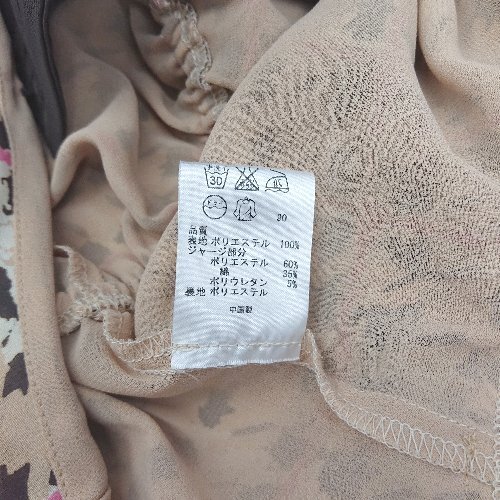 30
30
品質
表地 ポリエステル 100%
ジャージ部分
ポリエステル 60%
綿 35%
ポリウレタン 5%
裏地 ポリエステル
中国製